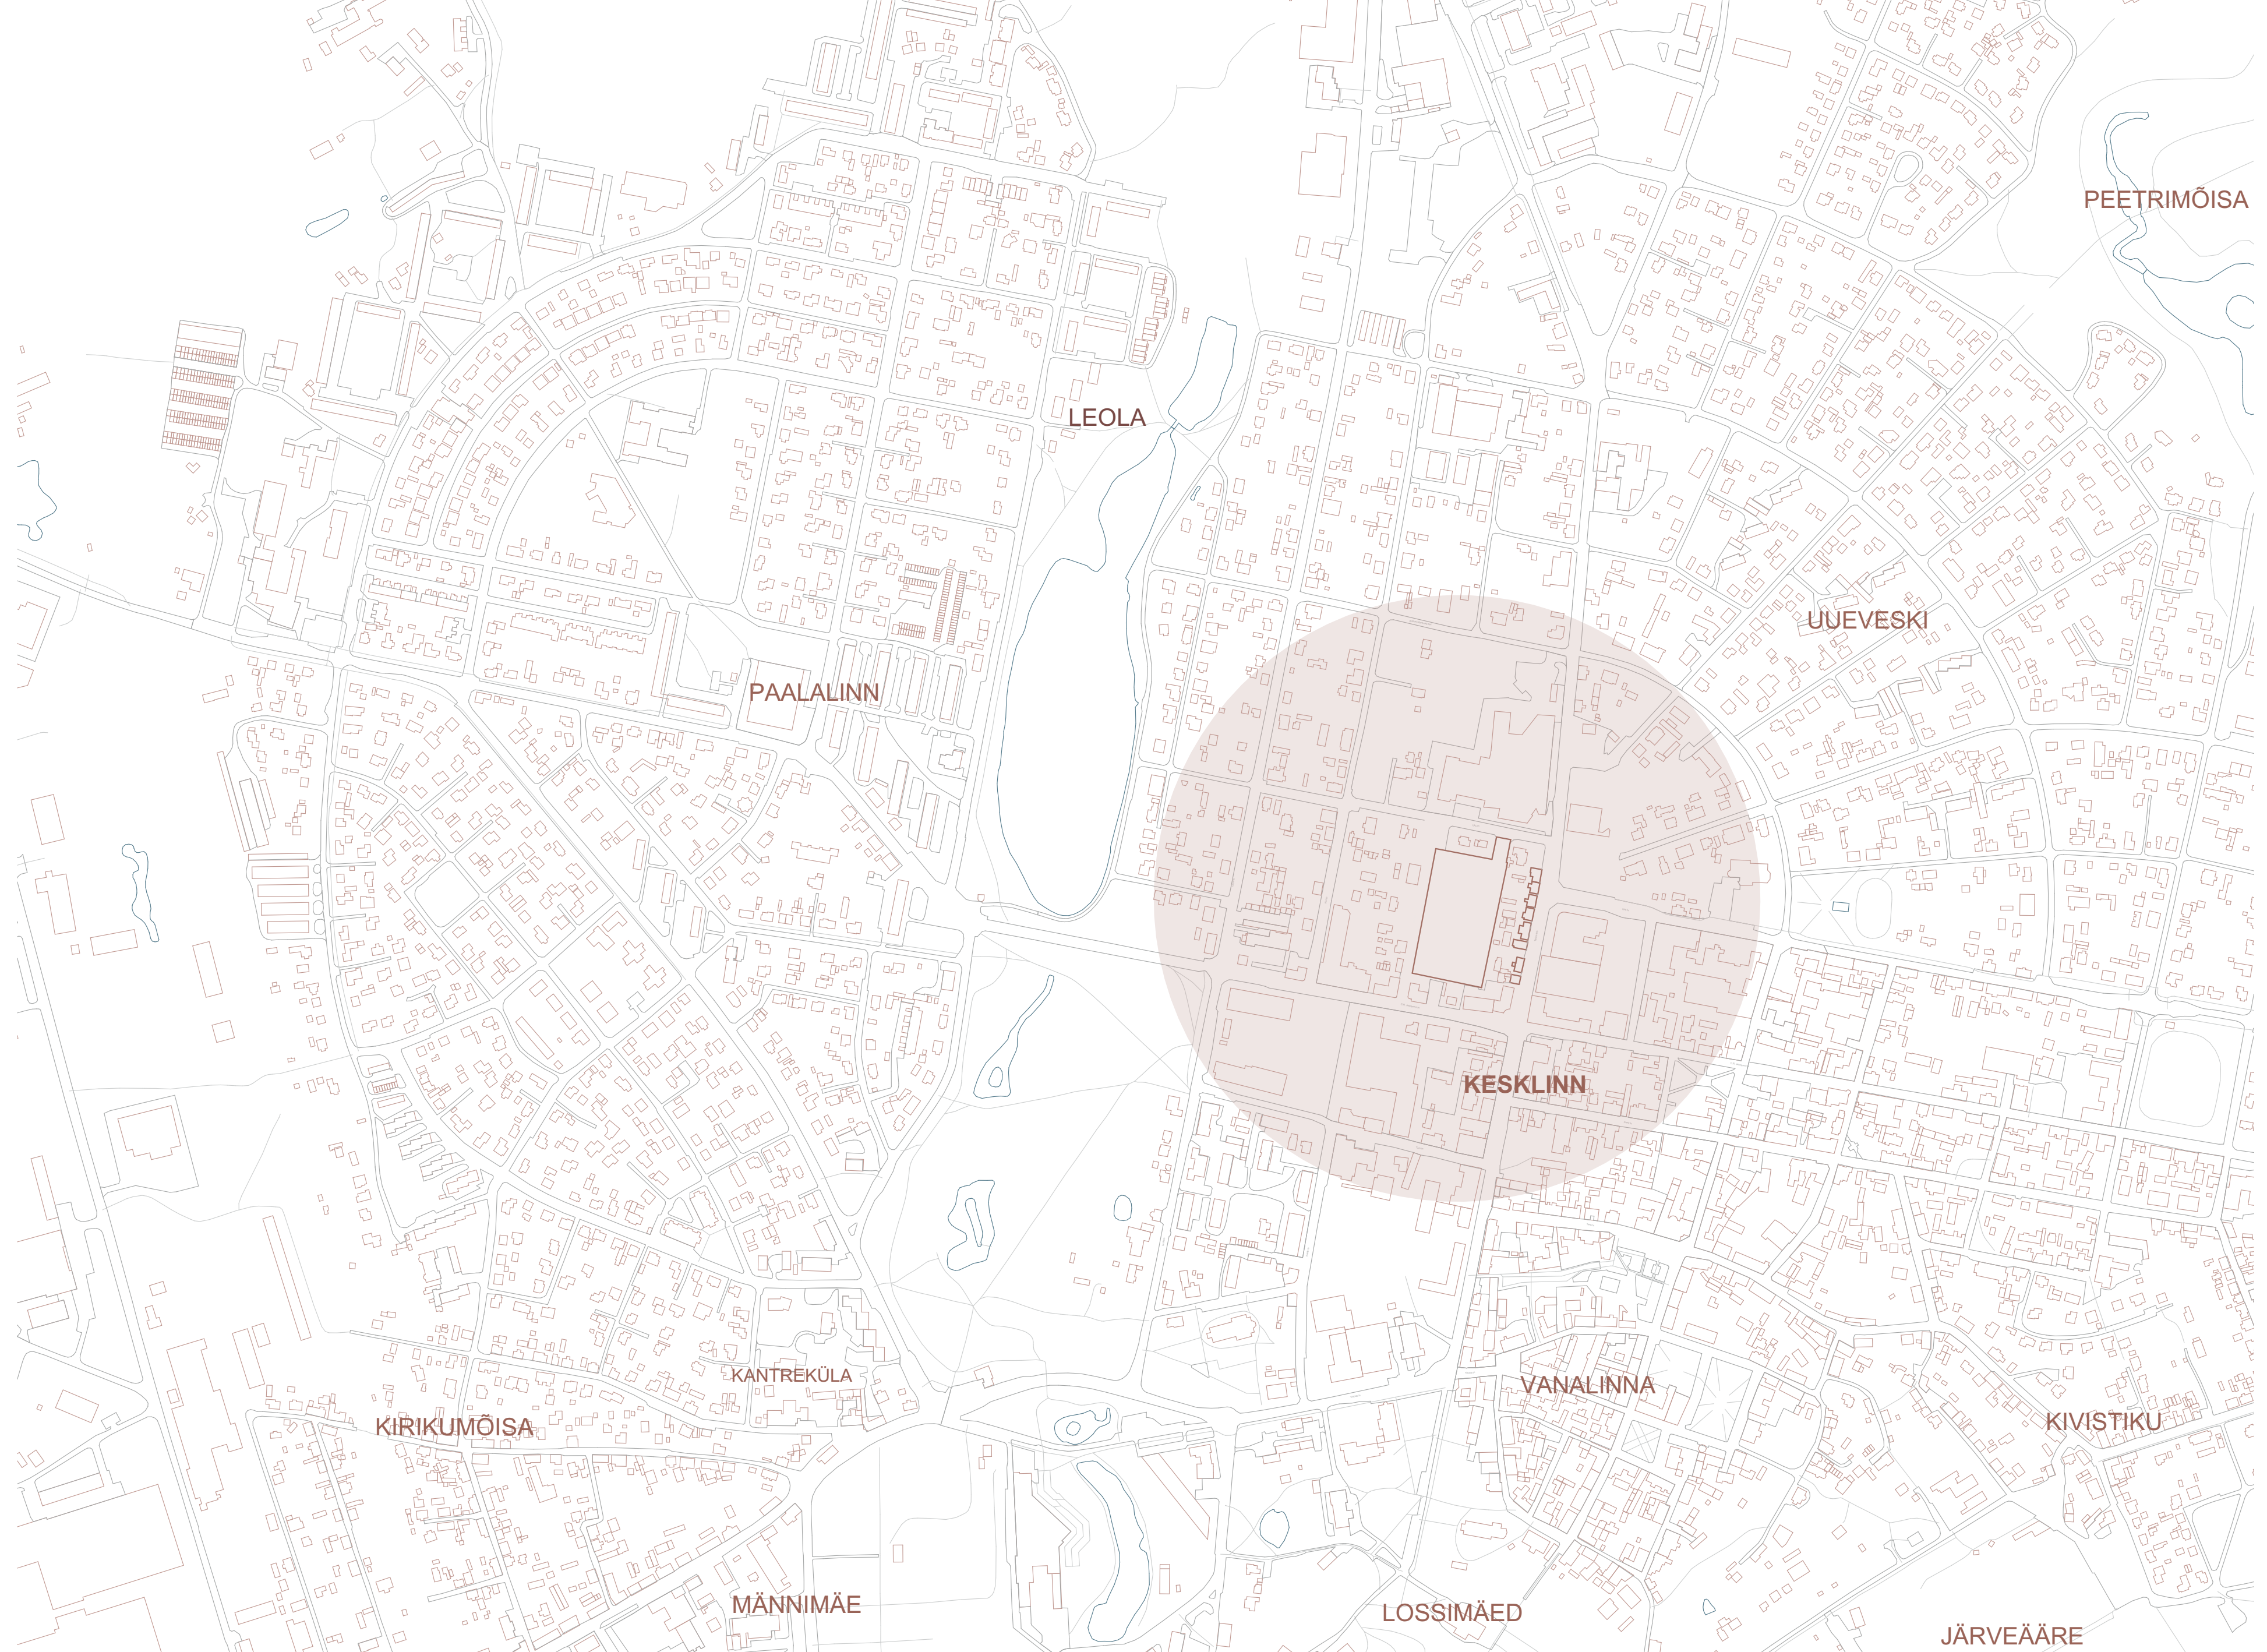 PEETRIMÕISA
LEOLA
UUEVESKI
PAALALINN
KESKLINN
KANTREKÜLA
VANALINNA
KIRIKUMÕISA
KIVISTIKU
MÄNNIMÄE
LOSSIMÄED
JÄRVEÄÄRE